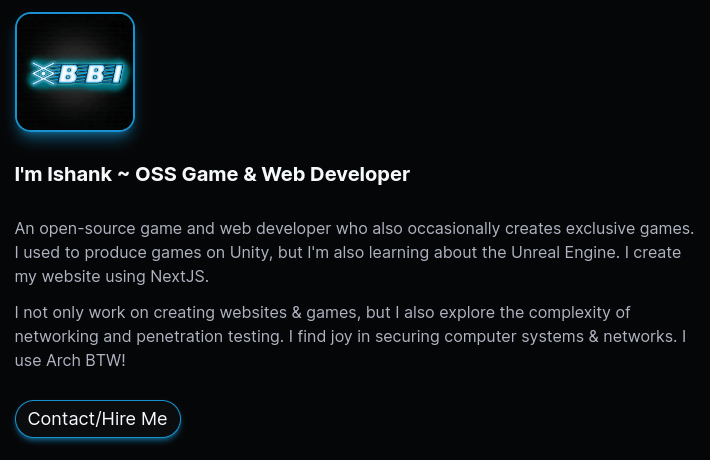 BBI
I'm Ishank ~ OSS Game & Web Developer
An open-source game and web developer who also occasionally creates exclusive games.
I used to produce games on Unity, but I'm also learning about the Unreal Engine. I create
my website using NextJS.
I not only work on creating websites & games, but I also explore the complexity of
networking and penetration testing. I find joy in securing computer systems & networks. I
use Arch BTW!
Contact/Hire Me